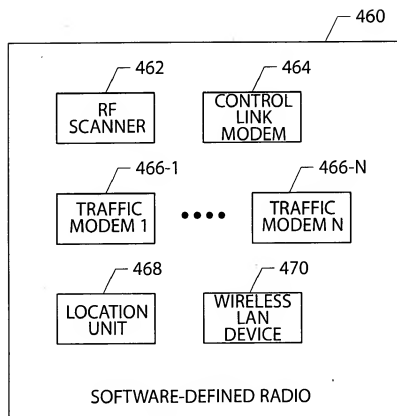 460
462
464
RF
SCANNER
CONTROL
LINK
MODEM
466-1
466-N
TRAFFIC
MODEM 1
••••
TRAFFIC
MODEM N
468
470
LOCATION
UNIT
WIRELESS
LAN
DEVICE
SOFTWARE-DEFINED RADIO